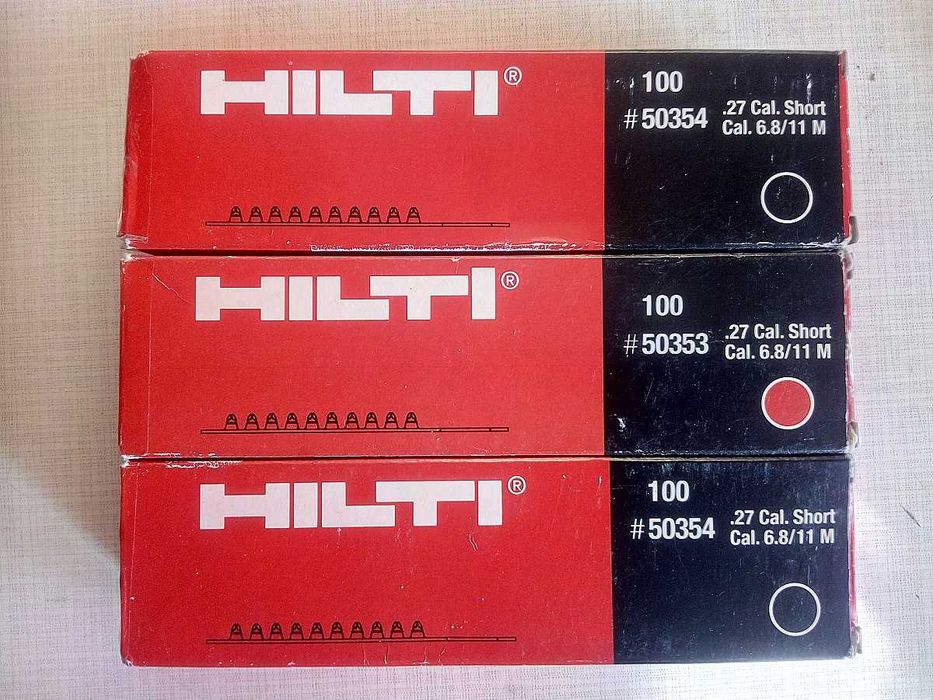 HILTI®
100
#50354
.27 Cal. Short
Cal. 6.8/11 M
HILTI®
100
#50353
.27 Cal. Short
Cal. 6.8/11 M
HILTI®
100
#50354
.27 Cal. Short
Cal. 6.8/11 M